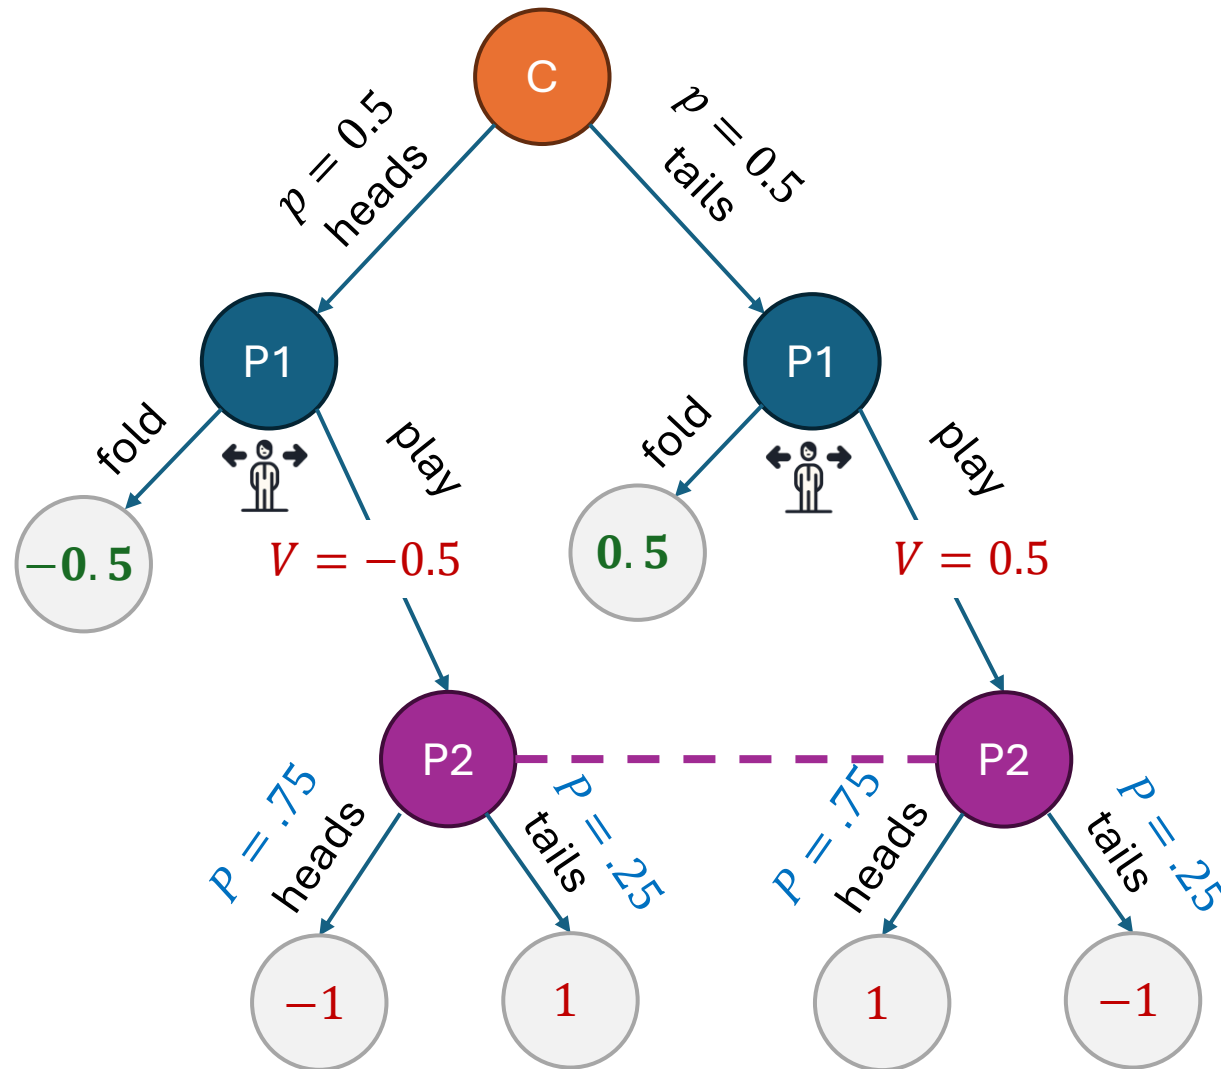 C
p = 0.5
heads
p = 0.5
tails
P1
P1
fold
play
fold
play
−0.5
V = −0.5
0.5
V = 0.5
P2
P2
P = .75
heads
P = .25
tails
P = .75
heads
P = .25
tails
−1
1
1
−1